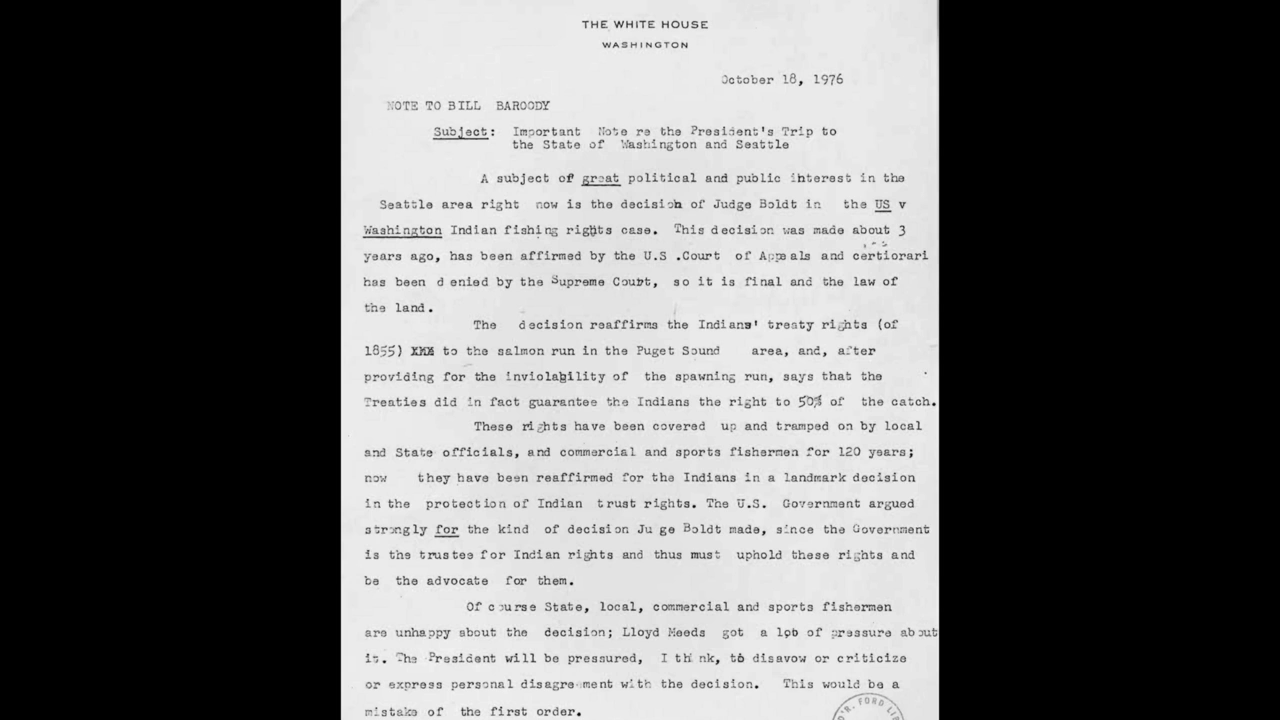 THE WHITE HOUSE
WASHINGTON
October 18, 1976
NOTE TO BILL BAROODY
Subject: Important Note re the President's Trip to
the State of Washington and Seattle
A subject of great political and public interest in the
Seattle area right now is the decision of Judge Boldt in the US v
Washington Indian fishing rights case. This decision was made about 3
years ago, has been affirmed by the U.S .Court of Appeals and certiorari
has been denied by the Supreme Court, so it is final and the law of
the land.
The decision reaffirms the Indians' treaty rights (of
1855) XXX to the salmon run in the Puget Sound area, and, after
providing for the inviolability of the spawning run, says that the
Treaties did in fact guarantee the Indians the right to 50% of the catch.
These rights have been covered up and tramped on by local
and State officials, and commercial and sports fishermen for 120 years;
now they have been reaffirmed for the Indians in a landmark decision
in the protection of Indian trust rights. The U.S. Government argued
strongly for the kind of decision Ju ge Boldt made, since the Government
is the trustee for Indian rights and thus must uphold these rights and
be the advocate for them.
Of course State, local, commercial and sports fishermen
are unhappy about the decision; Lloyd Meeds got a lot of pressure about
it. The President will be pressured, I think, to disavow or criticize
or express personal disagreement with the decision. This would be a
mistake of the first order.
R. FORD LI